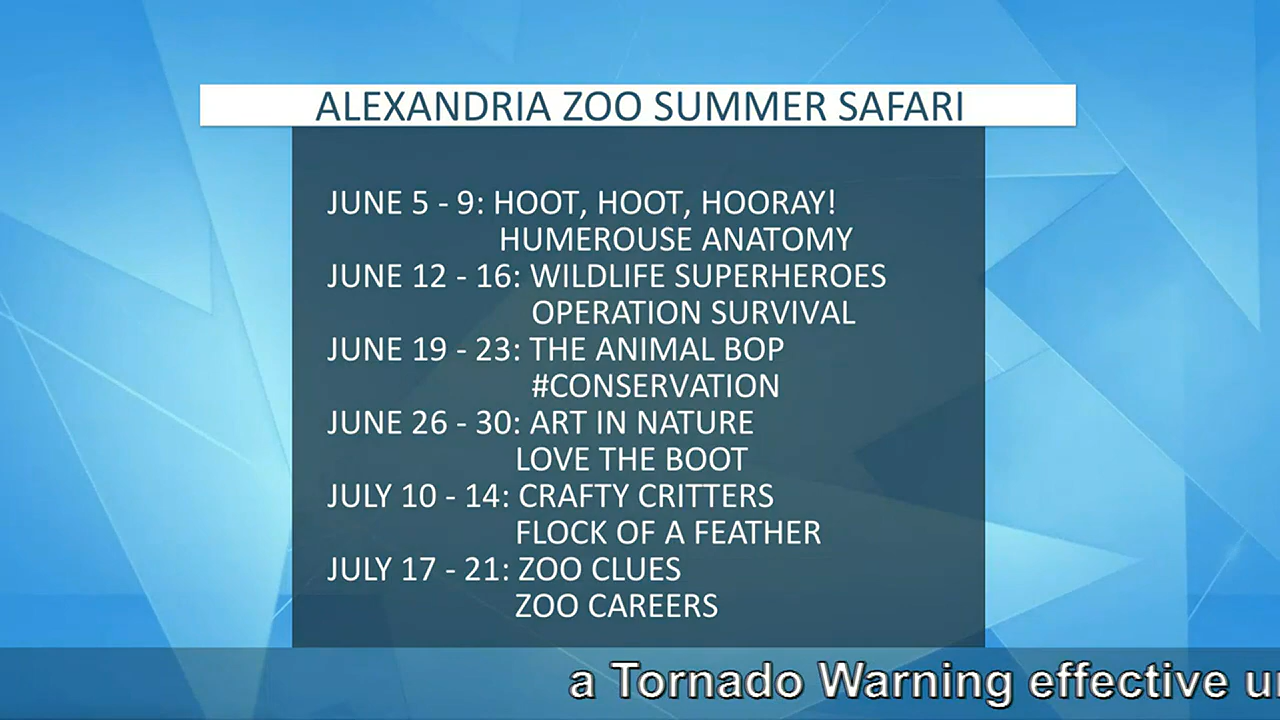 ALEXANDRIA ZOO SUMMER SAFARI
JUNE 5 - 9: HOOT, HOOT, HOORAY!
HUMEROUSE ANATOMY
JUNE 12 - 16: WILDLIFE SUPERHEROES
OPERATION SURVIVAL
JUNE 19 - 23: THE ANIMAL BOP
#CONSERVATION
JUNE 26 - 30: ART IN NATURE
LOVE THE BOOT
JULY 10 - 14: CRAFTY CRITTERS
FLOCK OF A FEATHER
JULY 17 - 21: ZOO CLUES
ZOO CAREERS
a Tornado Warning effective